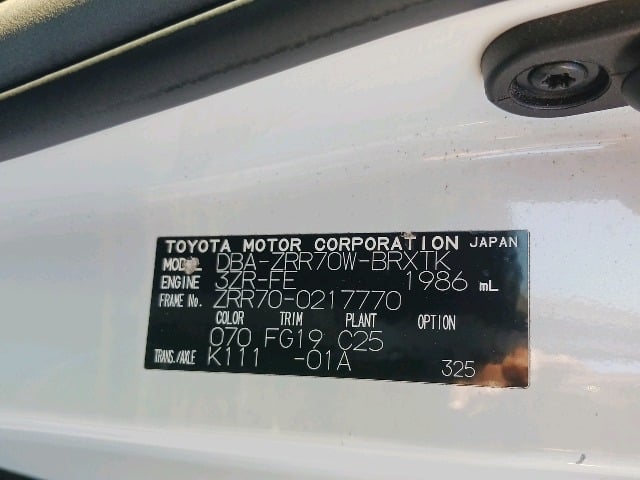 TOYOTA MOTOR CORPORATION JAPAN
MODEL DBA-ZRR70W-BRXTK
ENGINE 3ZR-FE 1986 mL
FRAME No. ZRR70-0217770
COLOR TRIM PLANT OPTION
070 FG19 C25
TRANS./AXLE K111 -01A 325